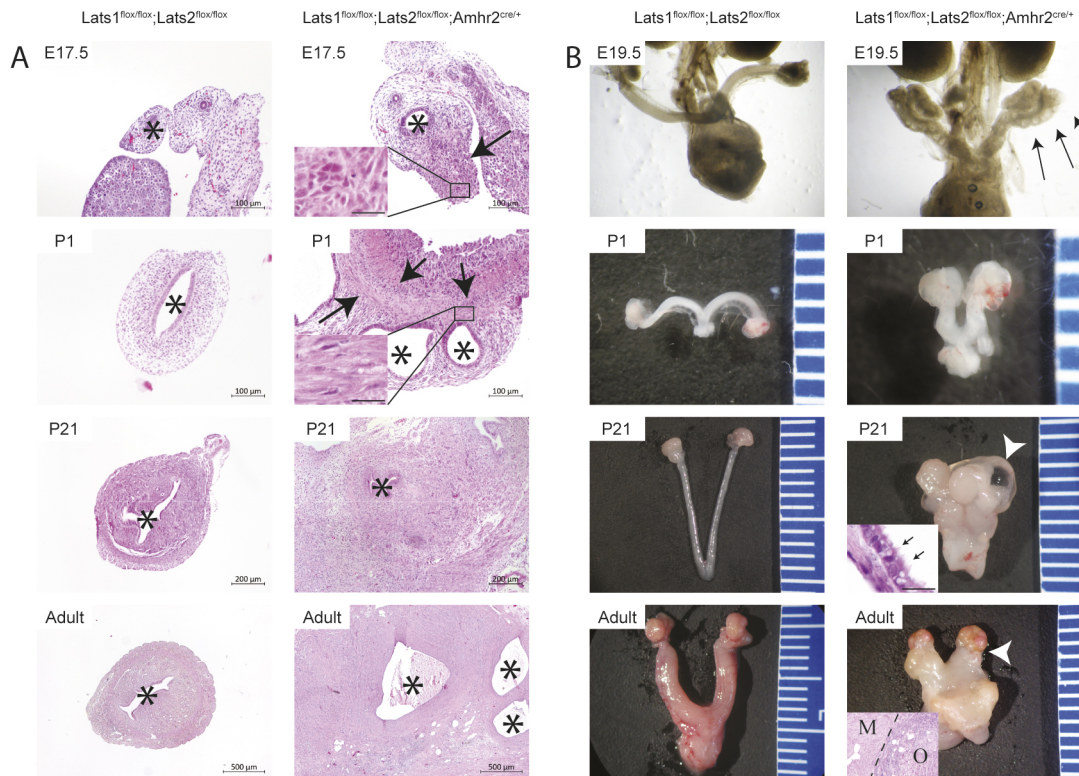 Lats1flox/flox;Lats2flox/flox
Lats1flox/flox;Lats2flox/flox;Amhr2cre/+
Lats1flox/flox;Lats2flox/flox
Lats1flox/flox;Lats2flox/flox;Amhr2cre/+
A
E17.5
E17.5
B
E19.5
E19.5
100 µm
100 µm
P1
P1
P1
P1
100 µm
100 µm
P21
P21
P21
P21
200 µm
200 µm
Adult
Adult
Adult
Adult
M
O
500 µm
500 µm